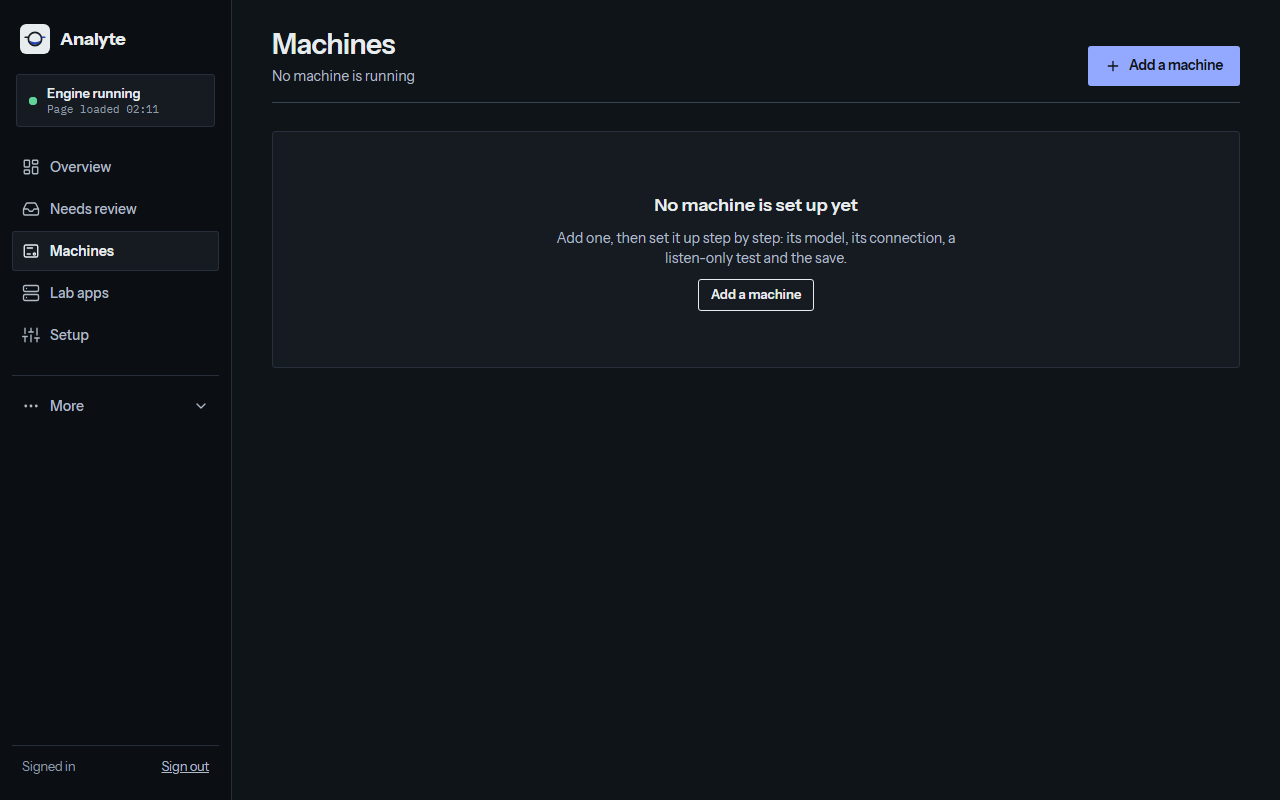 Analyte
Engine running
Page loaded 02:11
Overview
Needs review
Machines
Lab apps
Setup
More
Signed in
Sign out
Machines
No machine is running
Add a machine
No machine is set up yet
Add one, then set it up step by step: its model, its connection, a
listen-only test and the save.
Add a machine